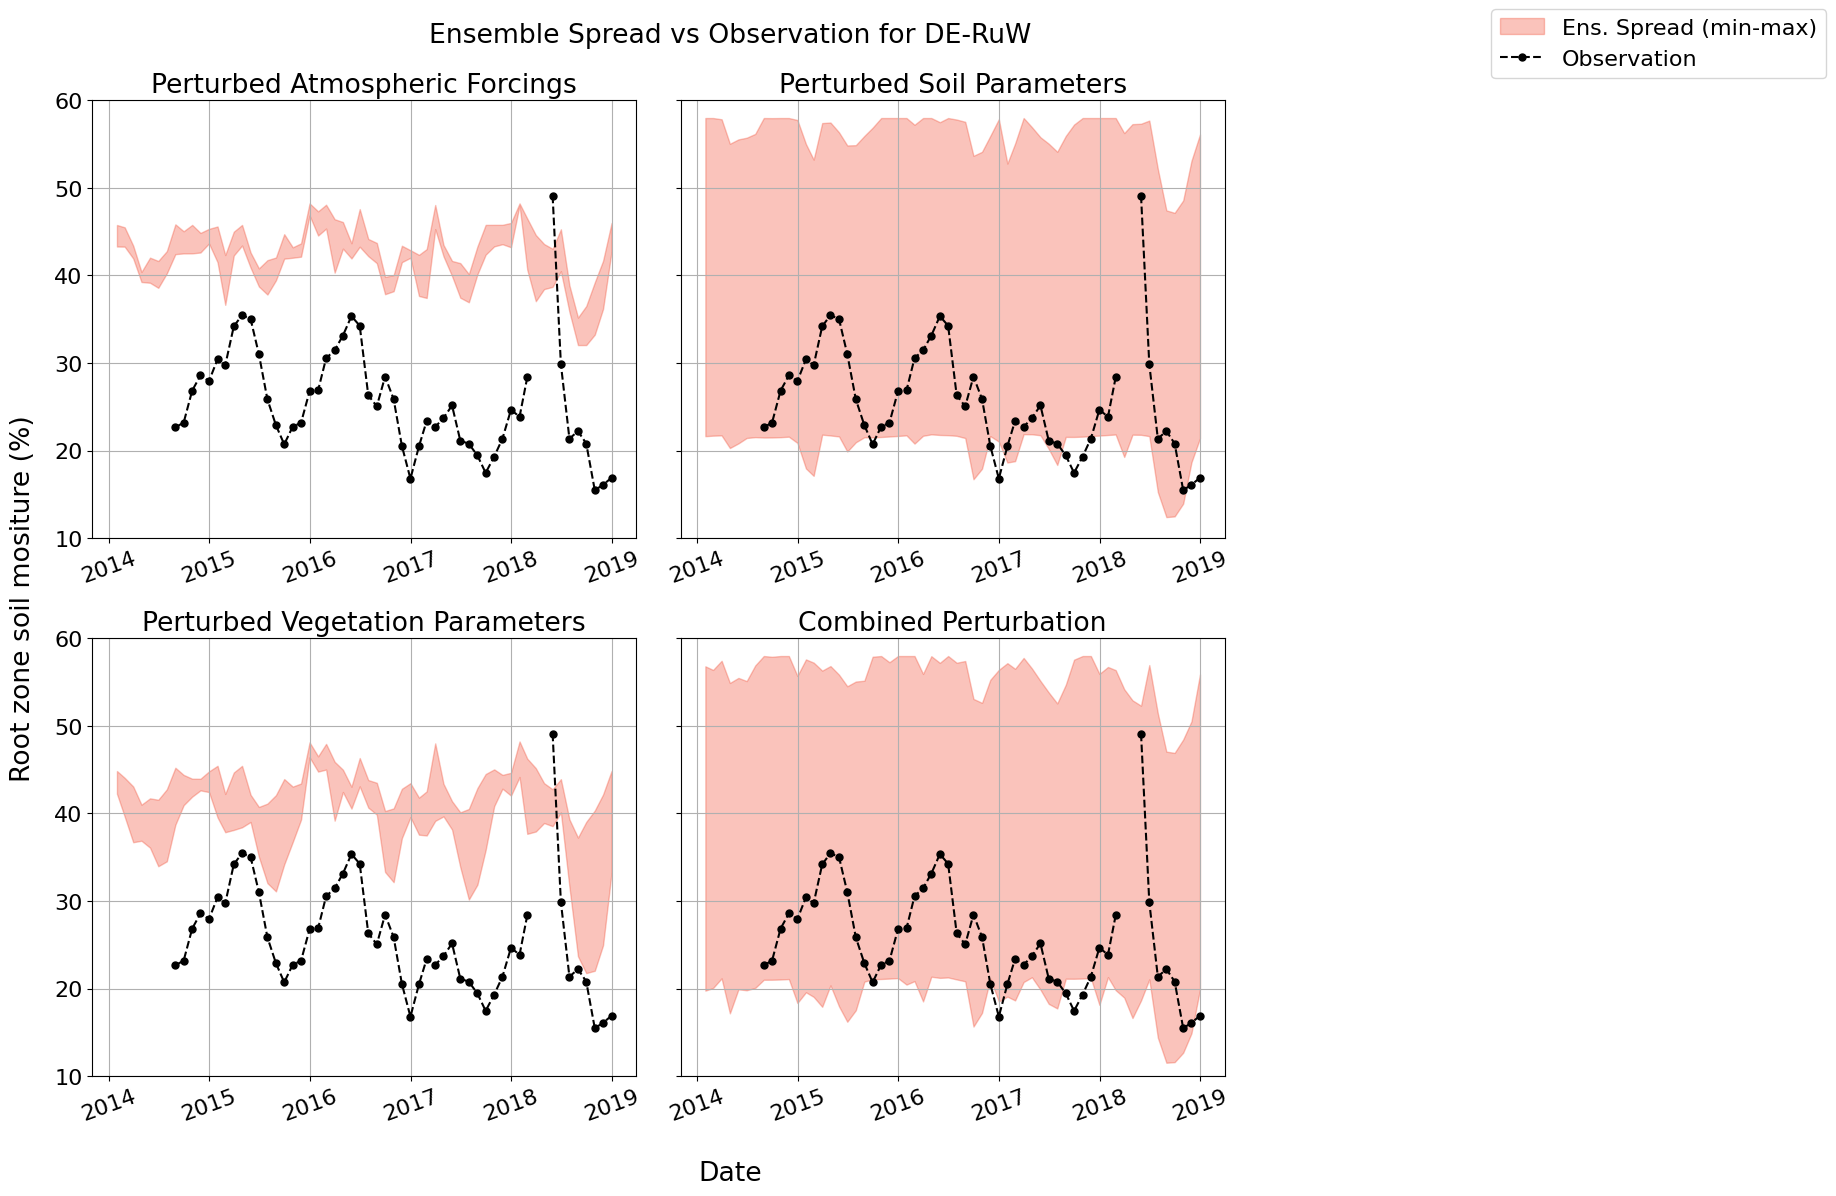 Ensemble Spread vs Observation for DE-RuW
Ens. Spread (min-max)
Observation
Perturbed Atmospheric Forcings
60
50
40
30
20
10
2014 2015 2016 2017 2018 2019
Perturbed Soil Parameters
2014 2015 2016 2017 2018 2019
Root zone soil mositure (%)
Perturbed Vegetation Parameters
60
50
40
30
20
10
2014 2015 2016 2017 2018 2019
Combined Perturbation
2014 2015 2016 2017 2018 2019
Date